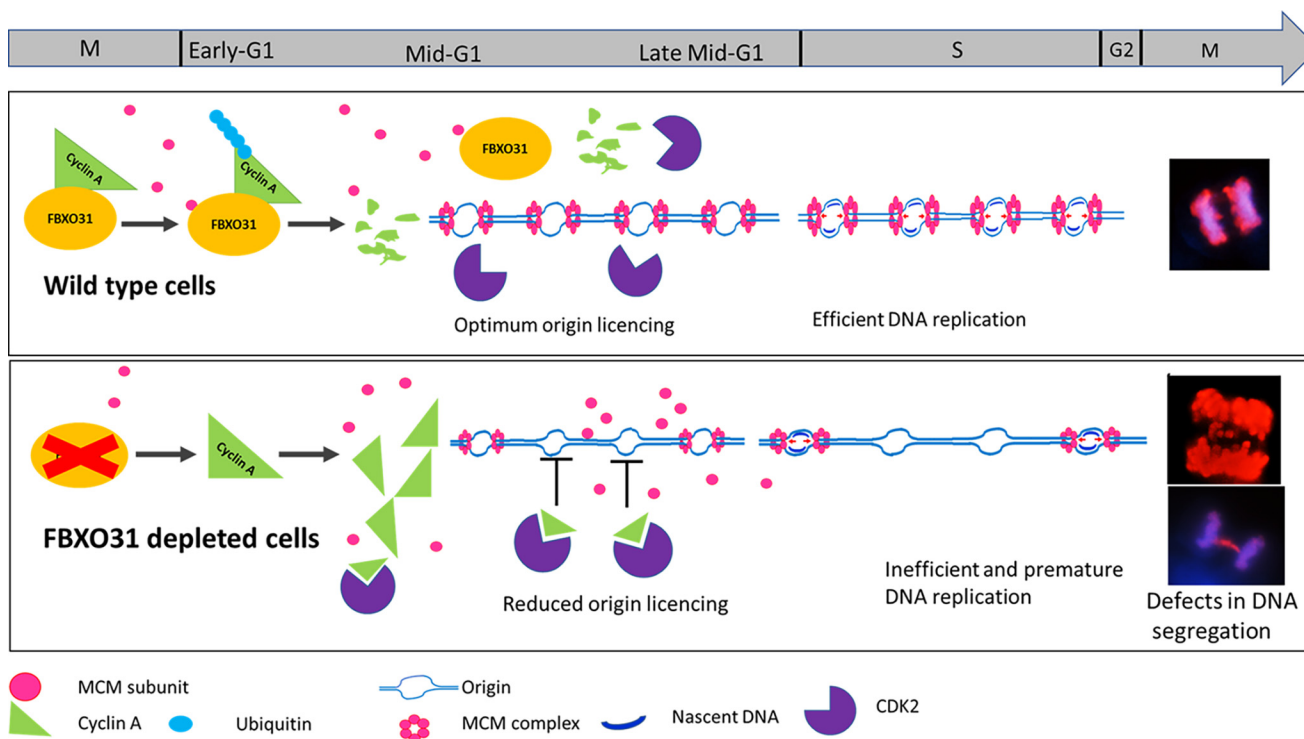 M
Early-G1
Mid-G1
Late Mid-G1
S
G2
M
Cyclin A
FBXO31
Cyclin A
FBXO31
FBXO31
Wild type cells
Optimum origin licencing
Efficient DNA replication
Cyclin A
FBXO31 depleted cells
Reduced origin licencing
Inefficient and premature
DNA replication
Defects in DNA
segregation
MCM subunit
Origin
Cyclin A
Ubiquitin
MCM complex
Nascent DNA
CDK2